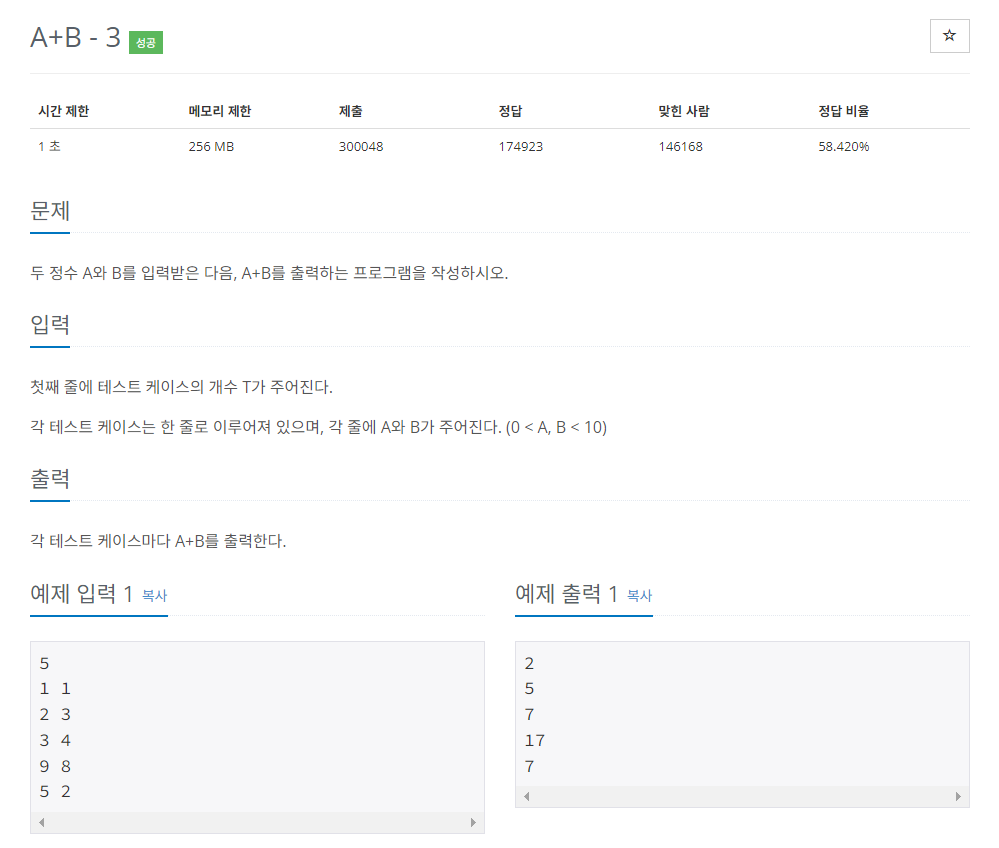 A+B - 3 성공
☆
시간 제한 메모리 제한 제출 정답 맞힌 사람 정답 비율
1 초 256 MB 300048 174923 146168 58.420%
문제
두 정수 A와 B를 입력받은 다음, A+B를 출력하는 프로그램을 작성하시오.
입력
첫째 줄에 테스트 케이스의 개수 T가 주어진다.
각 테스트 케이스는 한 줄로 이루어져 있으며, 각 줄에 A와 B가 주어진다. (0 < A, B < 10)
출력
각 테스트 케이스마다 A+B를 출력한다.
예제 입력 1 복사
5
1 1
2 3
3 4
9 8
5 2
예제 출력 1 복사
2
5
7
17
7